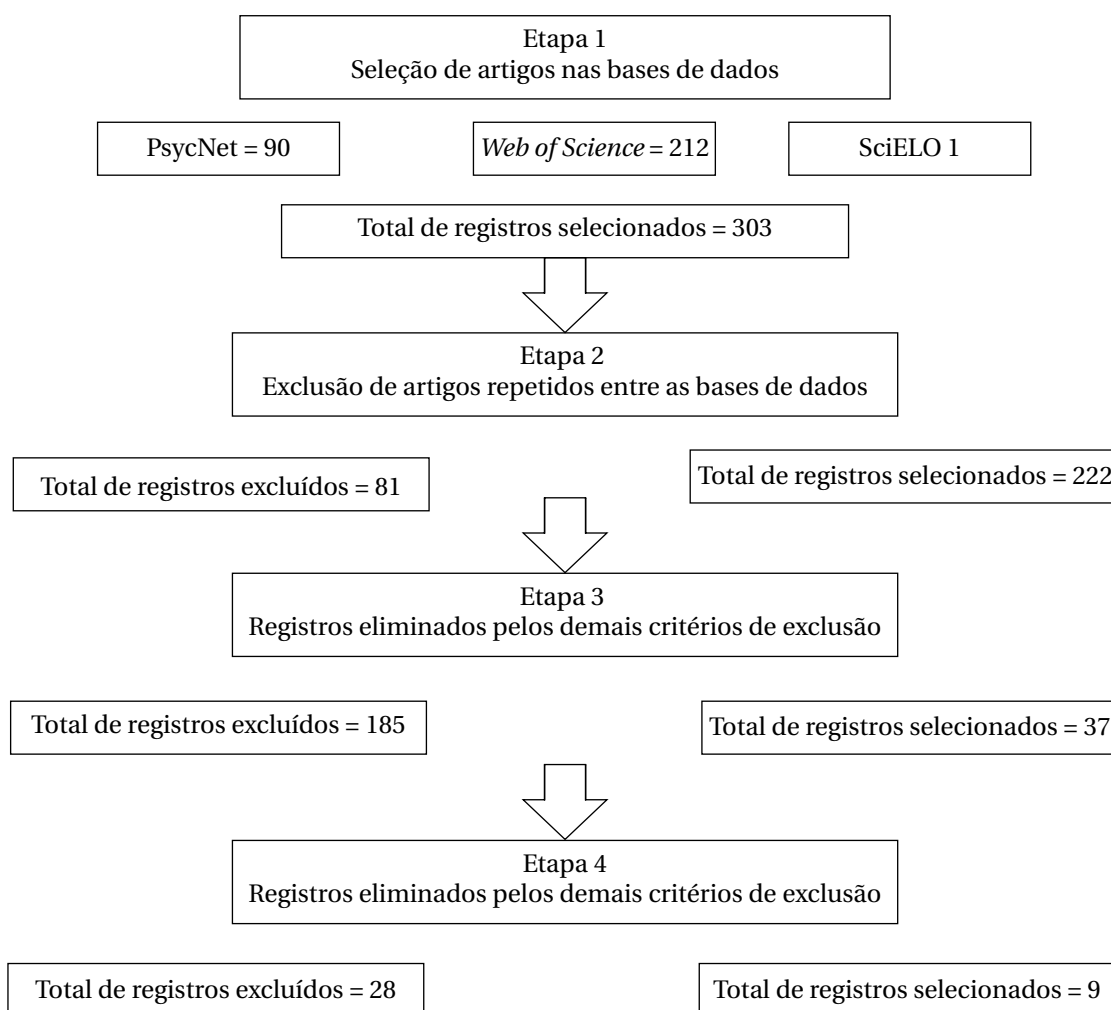 Etapa 1
Seleção de artigos nas bases de dados
PsycNet = 90
Web of Science = 212
SciELO 1
Total de registros selecionados = 303
Etapa 2
Exclusão de artigos repetidos entre as bases de dados
Total de registros excluídos = 81
Total de registros selecionados = 222
Etapa 3
Registros eliminados pelos demais critérios de exclusão
Total de registros excluídos = 185
Total de registros selecionados = 37
Etapa 4
Registros eliminados pelos demais critérios de exclusão
Total de registros excluídos = 28
Total de registros selecionados = 9